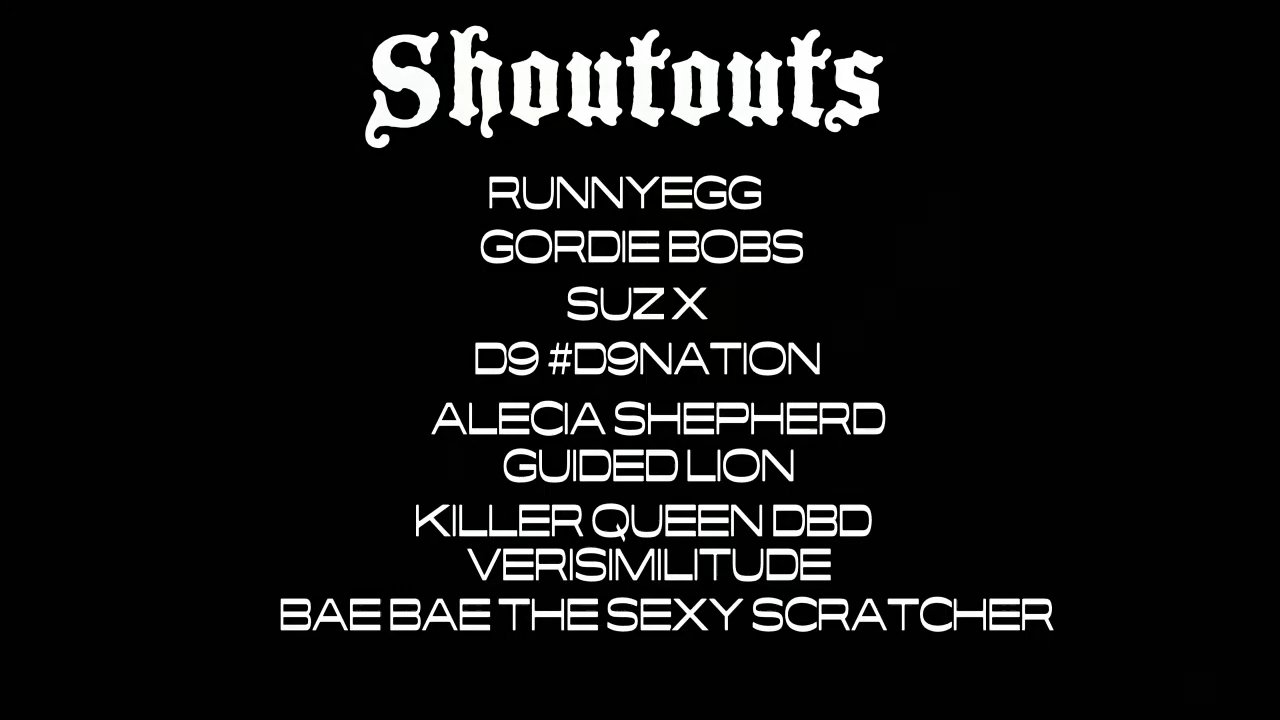 Shoutouts
RUNNYEGG
GORDIE BOBS
SUZ X
D9 #D9NATION
ALECIA SHEPHERD
GUIDED LION
KILLER QUEEN DBD
VERISIMILITUDE
BAE BAE THE SEXY SCRATCHER